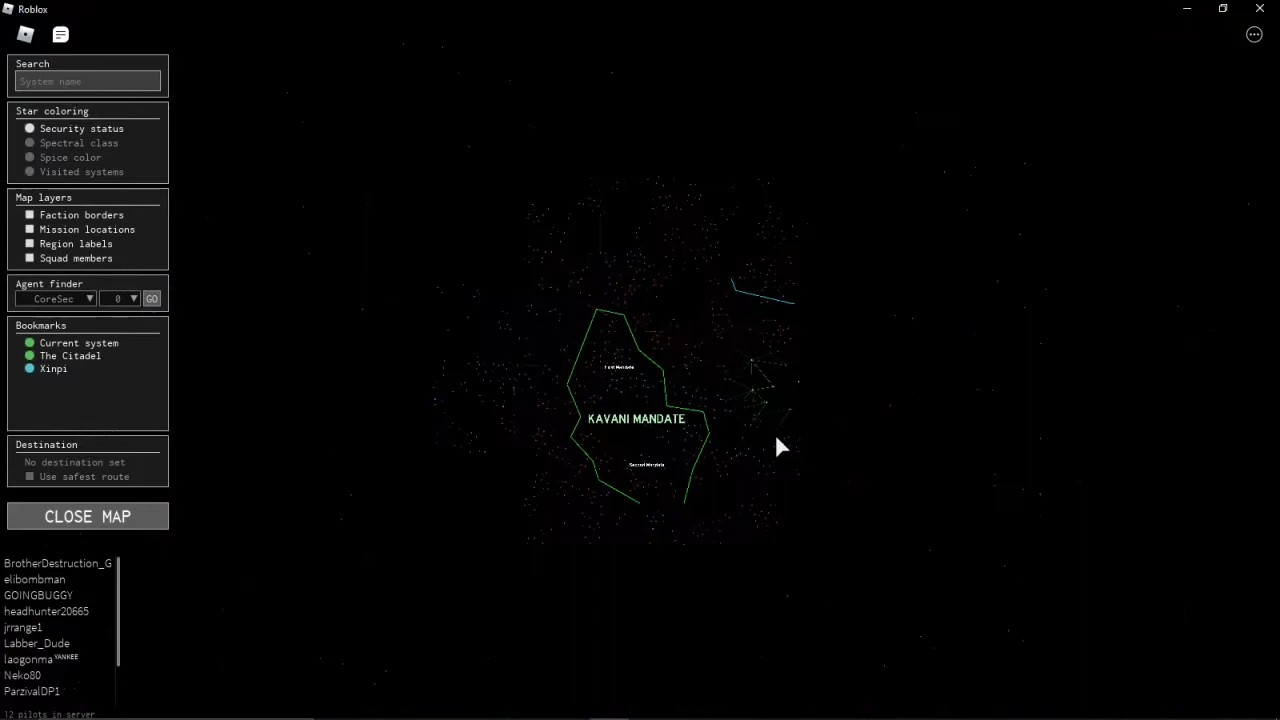 Roblox
Search
System name
Star coloring
Security status
Spectral class
Spice color
Visited systems
Map layers
Faction borders
Mission locations
Region labels
Squad members
Agent finder
CoreSec
0
GO
Bookmarks
Current system
The Citadel
Xinpi
Destination
No destination set
Use safest route
CLOSE MAP
BrotherDestruction_G
elibombman
GOINGBUGGY
headhunter20665
jrrange1
Labber_Dude
laogonma YANKEE
Neko80
ParzivalDP1
12 pilots in server
KAVANI MANDATE
Second Mandate